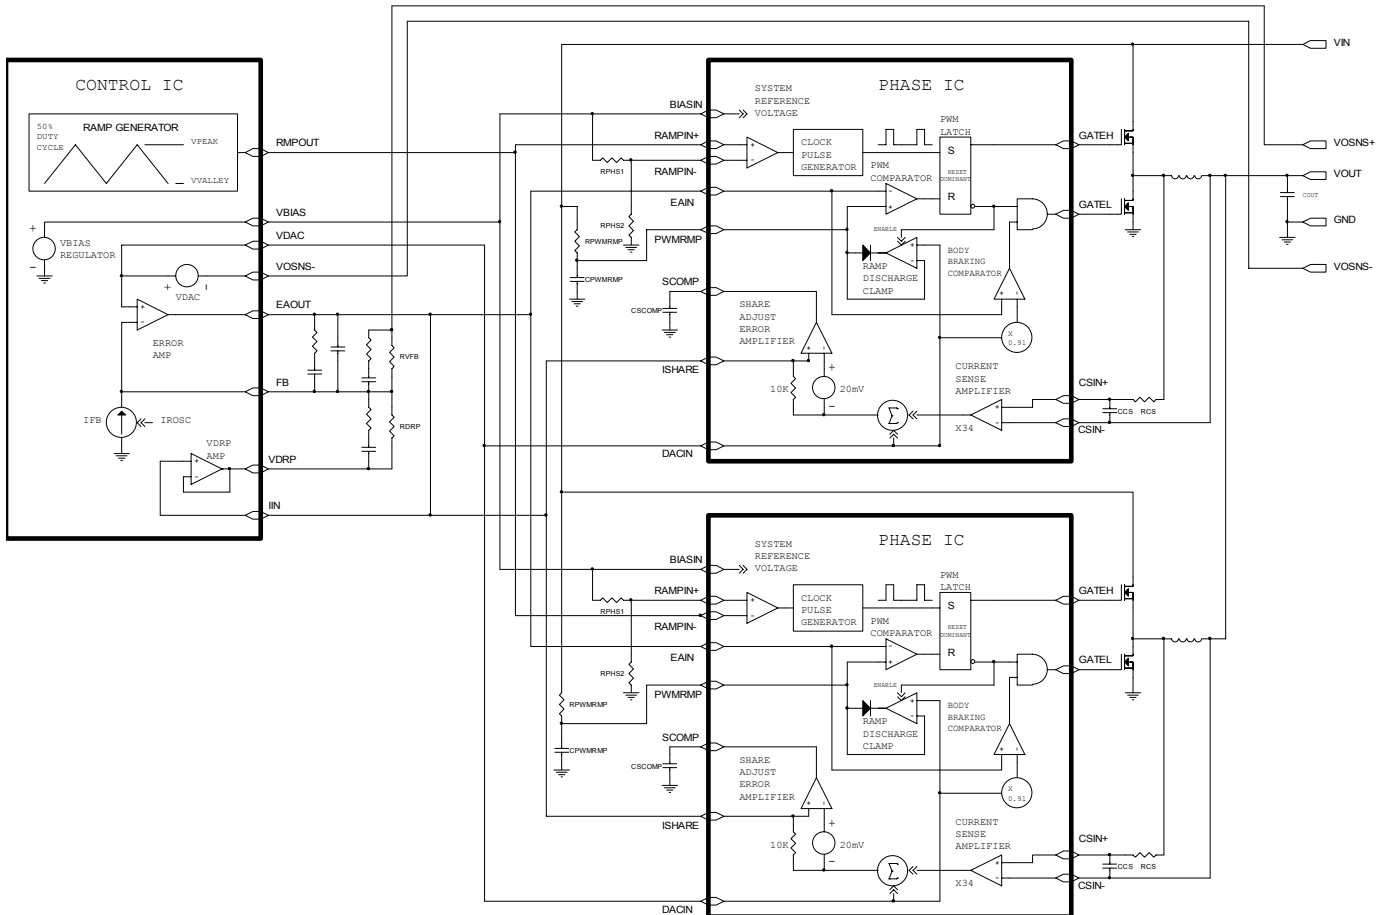 CONTROL IC
50%
DUTY
CYCLE
RAMP GENERATOR
VPEAK
VVALLEY
RMPOUT
+
-
VBIAS
REGULATOR
VBIAS
VDAC
VOSNS-
+
-
VDAC
EAOUT
+
-
ERROR
AMP
FB
IFB
IROSC
VDRP
AMP
+
-
VDRP
IIN
RVFB
RDRP
VIN
VOSNS+
VOUT
COUT
GND
VOSNS-
PHASE IC
BIASIN
SYSTEM
REFERENCE
VOLTAGE
RAMPIN+
RAMPIN-
+
-
CLOCK
PULSE
GENERATOR
PWM
LATCH
S
RESET
DOMINANT
R
PWM
COMPARATOR
-
+
GATEH
GATEL
RPHS1
RPHS2
EAIN
RPWMRMP
CPWMRMP
PWMRMP
ENABLE
+
-
RAMP
DISCHARGE
CLAMP
BODY
BRAKING
COMPARATOR
+
-
X
0.91
SCOMP
CSCOMP
SHARE
ADJUST
ERROR
AMPLIFIER
+
-
ISHARE
10K
+
-
20mV
Σ
CURRENT
SENSE
AMPLIFIER
+
-
X34
CSIN+
CCS
RCS
CSIN-
DACIN
PHASE IC
BIASIN
SYSTEM
REFERENCE
VOLTAGE
RAMPIN+
RAMPIN-
+
-
CLOCK
PULSE
GENERATOR
PWM
LATCH
S
RESET
DOMINANT
R
PWM
COMPARATOR
-
+
GATEH
GATEL
RPHS1
RPHS2
EAIN
RPWMRMP
CPWMRMP
PWMRMP
ENABLE
+
-
RAMP
DISCHARGE
CLAMP
BODY
BRAKING
COMPARATOR
+
-
X
0.91
SCOMP
CSCOMP
SHARE
ADJUST
ERROR
AMPLIFIER
+
-
ISHARE
10K
+
-
20mV
Σ
CURRENT
SENSE
AMPLIFIER
+
-
X34
CSIN+
CCS
RCS
CSIN-
DACIN